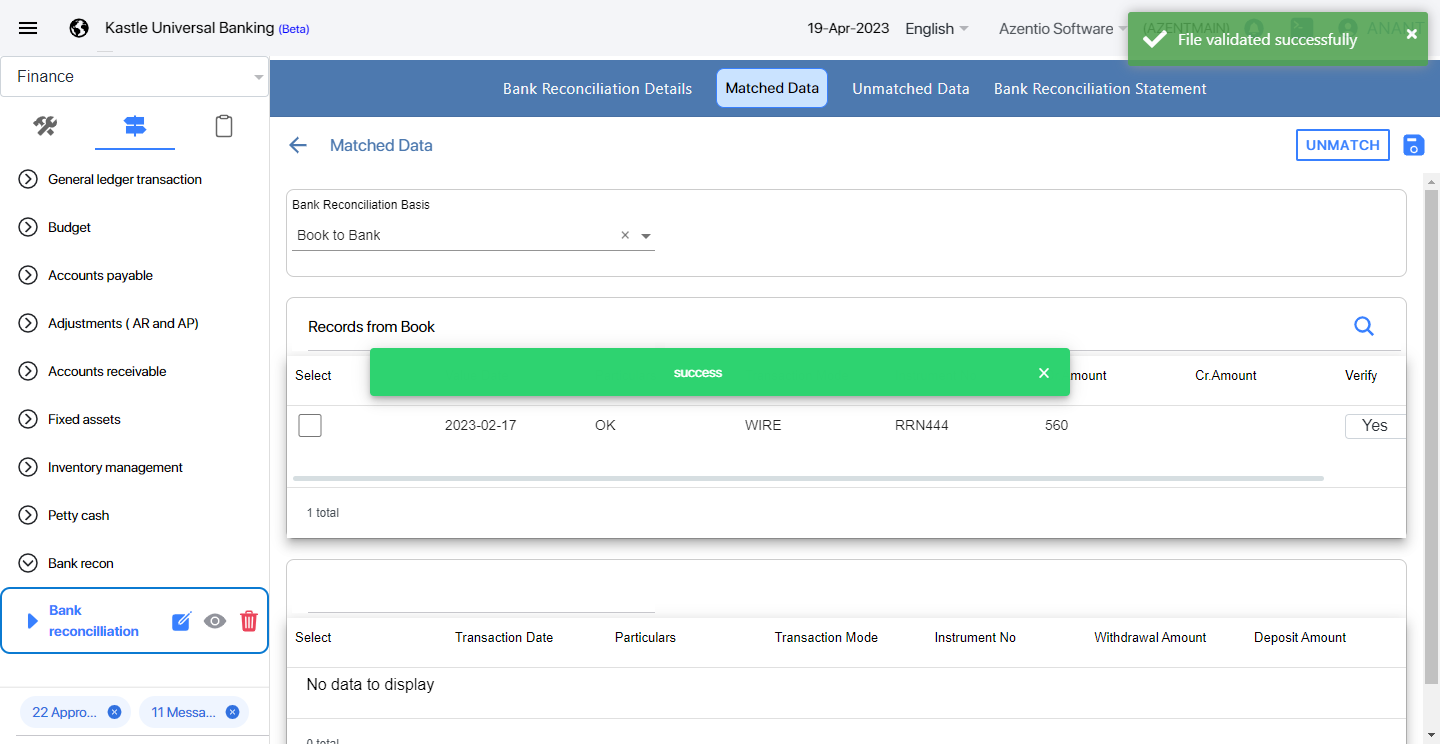 Kastle Universal Banking (Beta)
19-Apr-2023
English
Azentio Software
(AZENTMAIN)
ANANT
File validated successfully
Finance
Bank Reconciliation Details
Matched Data
Unmatched Data
Bank Reconciliation Statement
Matched Data
UNMATCH
General ledger transaction
Budget
Accounts payable
Adjustments ( AR and AP)
Accounts receivable
Fixed assets
Inventory management
Petty cash
Bank recon
Bank
reconcilliation
22 Appro...
11 Messa...
Bank Reconciliation Basis
Book to Bank
Records from Book
success
Select
Cr.Amount
Verify
2023-02-17
OK
WIRE
RRN444
560
Yes
1 total
Select
Transaction Date
Particulars
Transaction Mode
Instrument No
Withdrawal Amount
Deposit Amount
No data to display
0 total